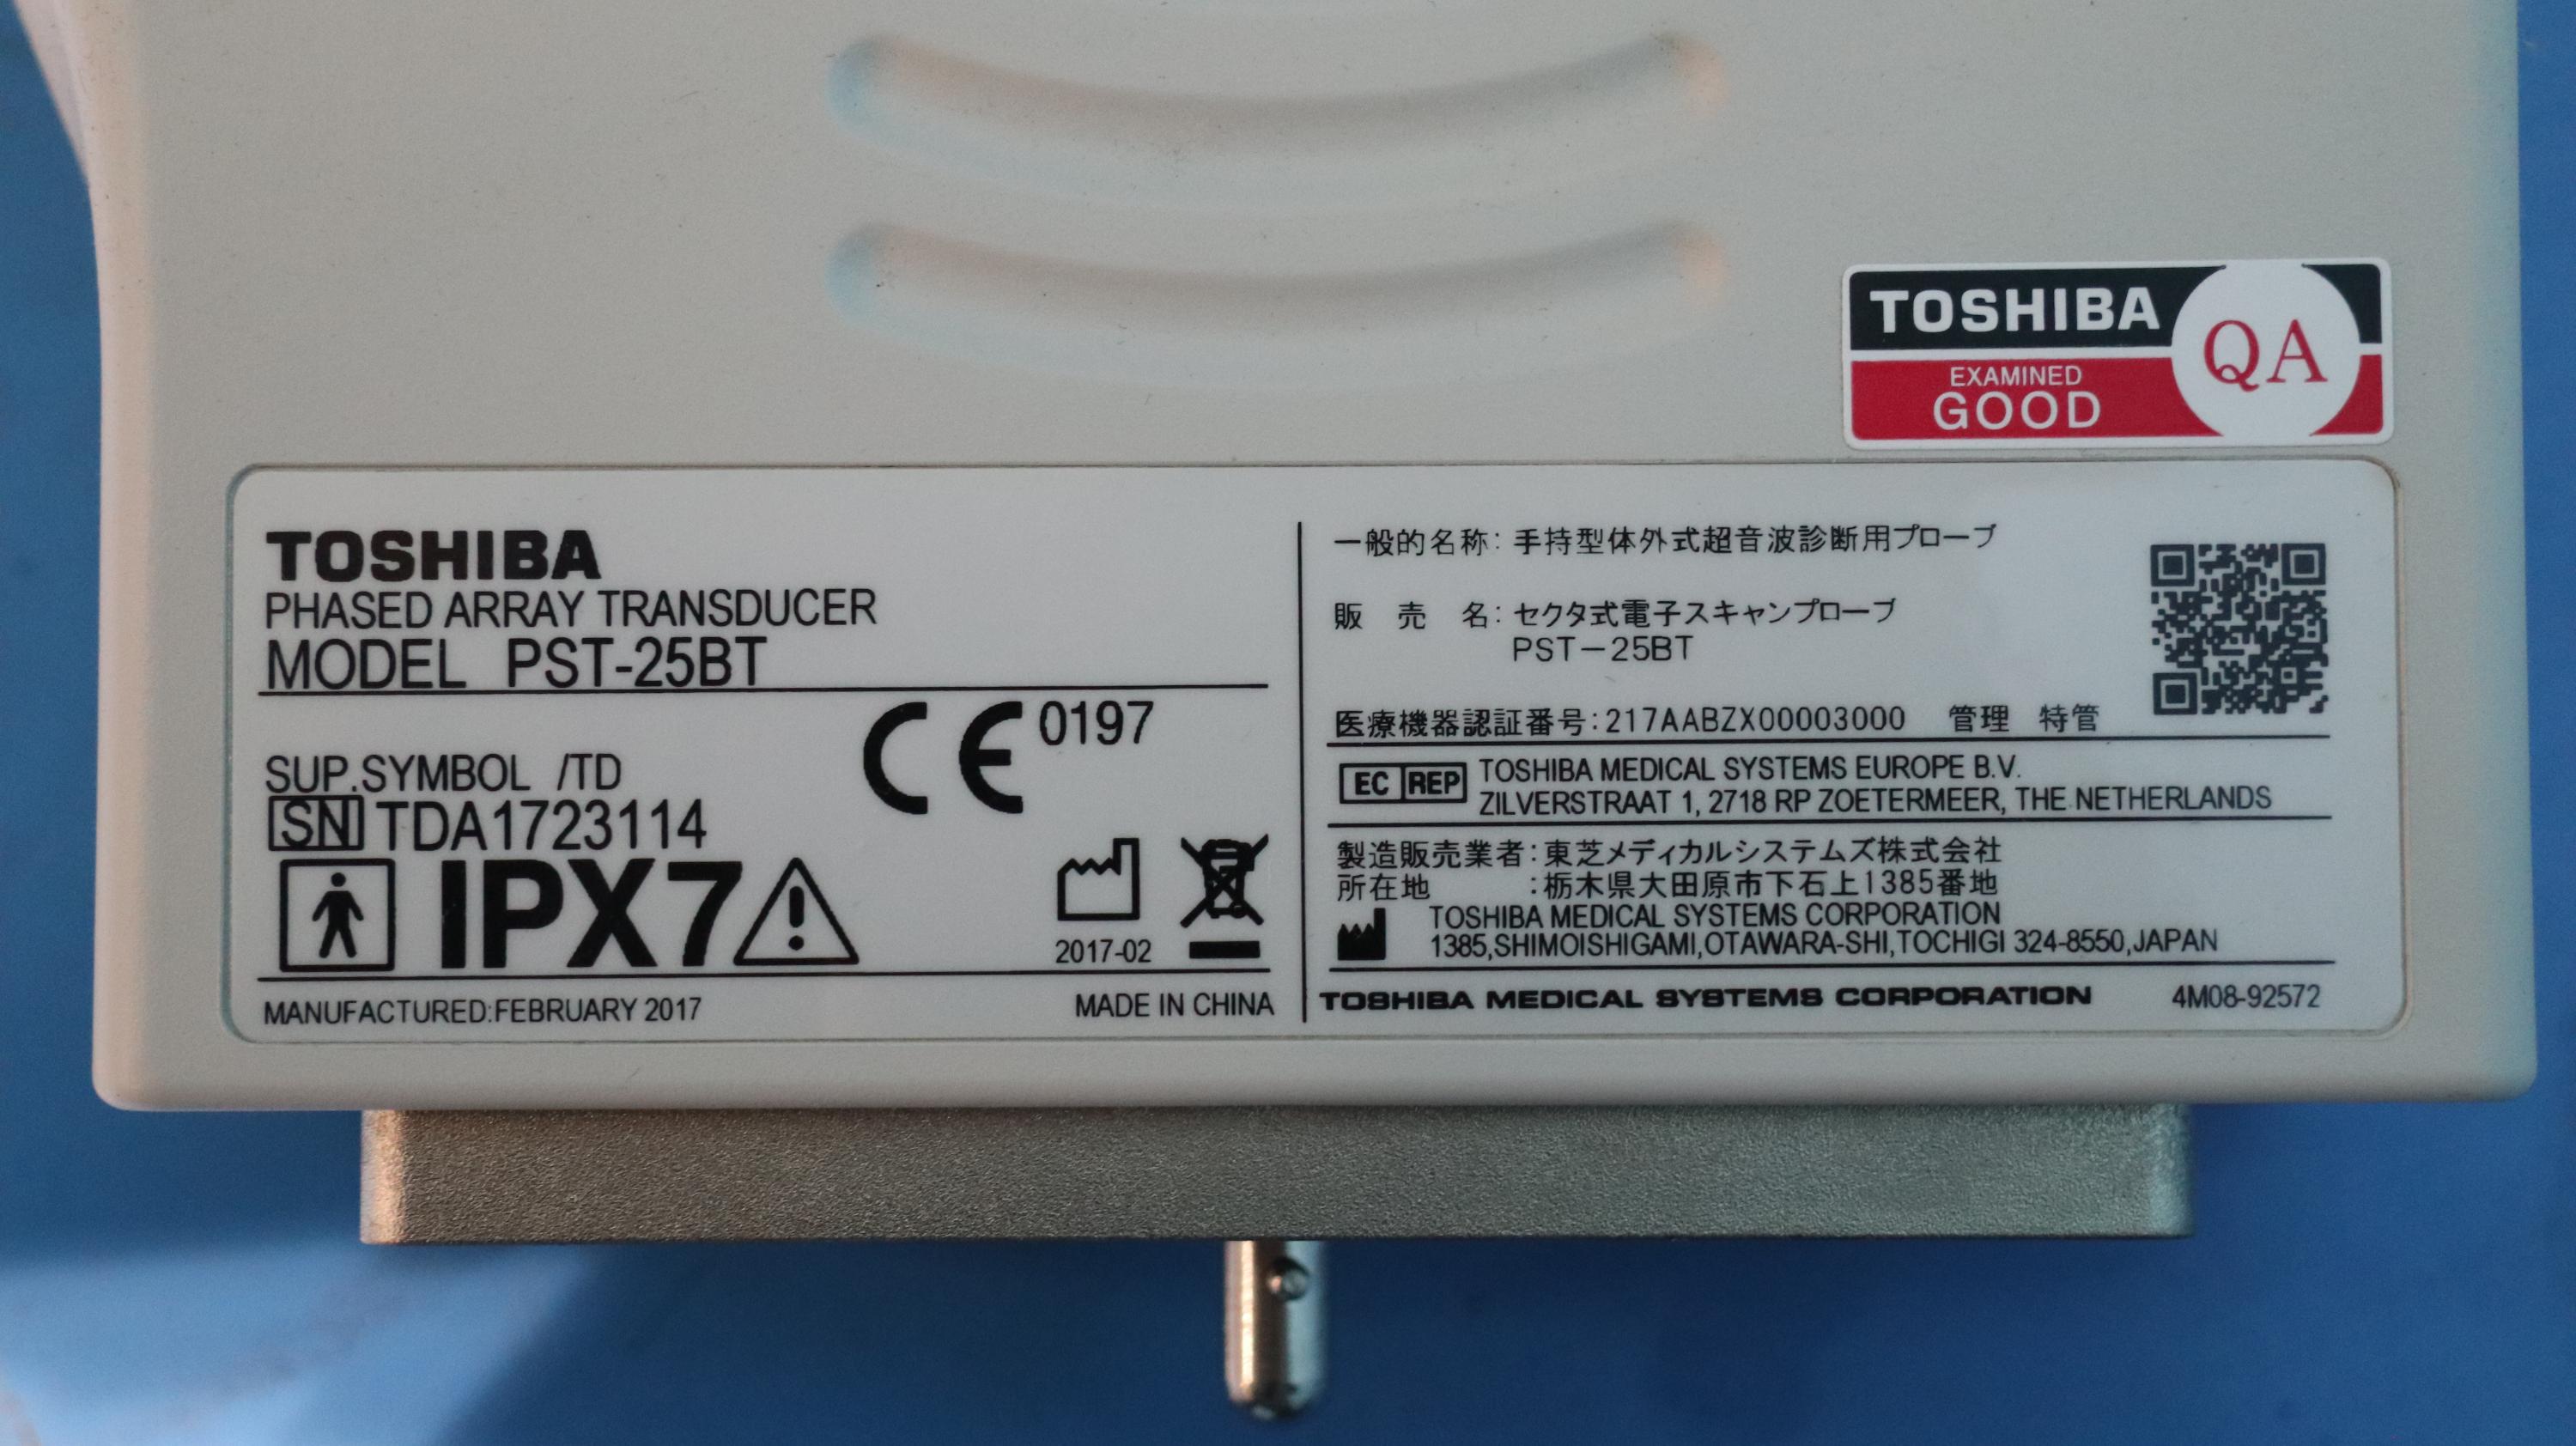 TOSHIBA
QA
EXAMINED
GOOD
TOSHIBA
PHASED ARRAY TRANSDUCER
MODEL PST-25BT
CE 0197
SUP.SYMBOL /TD
SN TDA1723114
IPX7
2017-02
MANUFACTURED:FEBRUARY 2017
MADE IN CHINA
一般的名称:手持型体外式超音波診断用プローブ
販 売 名:セクタ式電子スキャンプローブ
PST-25BT
医療機器認証番号:217AABZX00003000 管理 特管
EC REP TOSHIBA MEDICAL SYSTEMS EUROPE B.V.
ZILVERSTRAAT 1, 2718 RP ZOETERMEER, THE NETHERLANDS
製造販売業者:東芝メディカルシステムズ株式会社
所在地 :栃木県大田原市下石上1385番地
TOSHIBA MEDICAL SYSTEMS CORPORATION
1385,SHIMOISHIGAMI,OTAWARA-SHI,TOCHIGI 324-8550,JAPAN
TOSHIBA MEDICAL SYSTEMS CORPORATION 4M08-92572